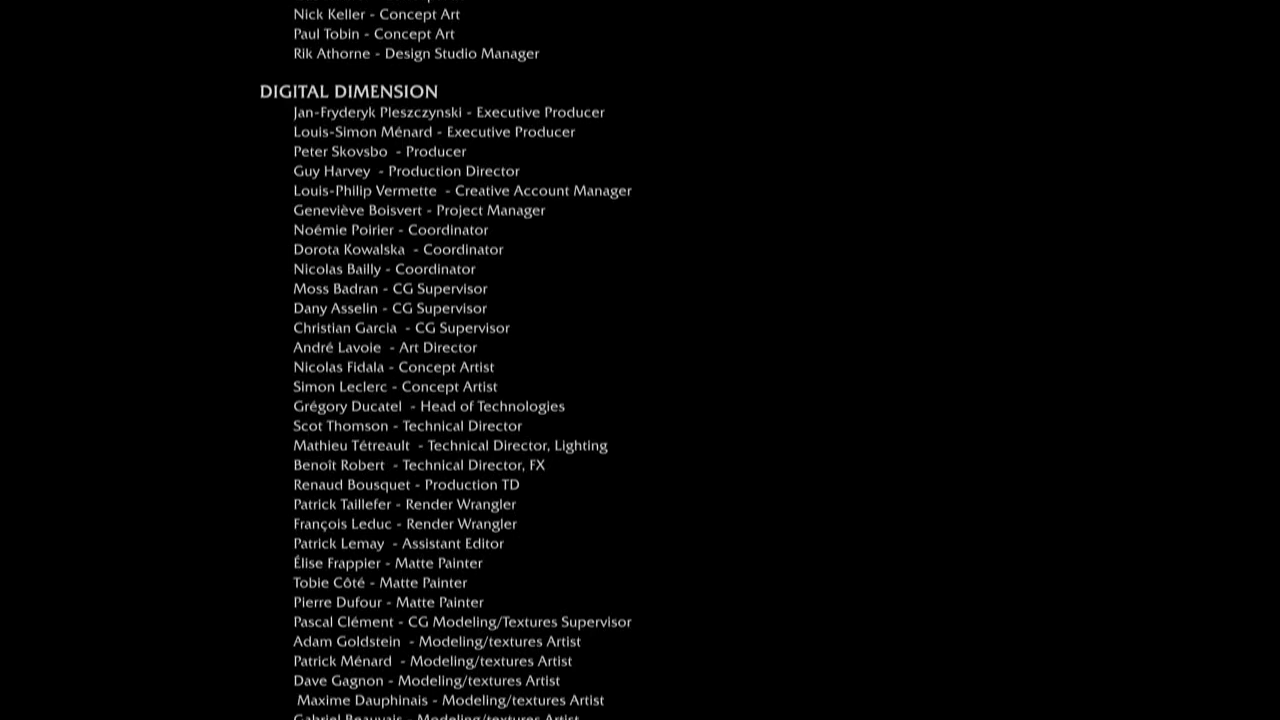 Nick Keller - Concept Art
Paul Tobin - Concept Art
Rik Athorne - Design Studio Manager
DIGITAL DIMENSION
Jan-Fryderyk Pleszczynski - Executive Producer
Louis-Simon Ménard - Executive Producer
Peter Skovsbo - Producer
Guy Harvey - Production Director
Louis-Philip Vermette - Creative Account Manager
Geneviève Boisvert - Project Manager
Noémie Poirier - Coordinator
Dorota Kowalska - Coordinator
Nicolas Bailly - Coordinator
Moss Badran - CG Supervisor
Dany Asselin - CG Supervisor
Christian Garcia - CG Supervisor
André Lavoie - Art Director
Nicolas Fidala - Concept Artist
Simon Leclerc - Concept Artist
Grégory Ducatel - Head of Technologies
Scot Thomson - Technical Director
Mathieu Tétreault - Technical Director, Lighting
Benoît Robert - Technical Director, FX
Renaud Bousquet - Production TD
Patrick Taillefer - Render Wrangler
François Leduc - Render Wrangler
Patrick Lemay - Assistant Editor
Élise Frappier - Matte Painter
Tobie Côté - Matte Painter
Pierre Dufour - Matte Painter
Pascal Clément - CG Modeling/Textures Supervisor
Adam Goldstein - Modeling/textures Artist
Patrick Ménard - Modeling/textures Artist
Dave Gagnon - Modeling/textures Artist
Maxime Dauphinais - Modeling/textures Artist
Gabriel Beauvais - Modeling/textures Artist